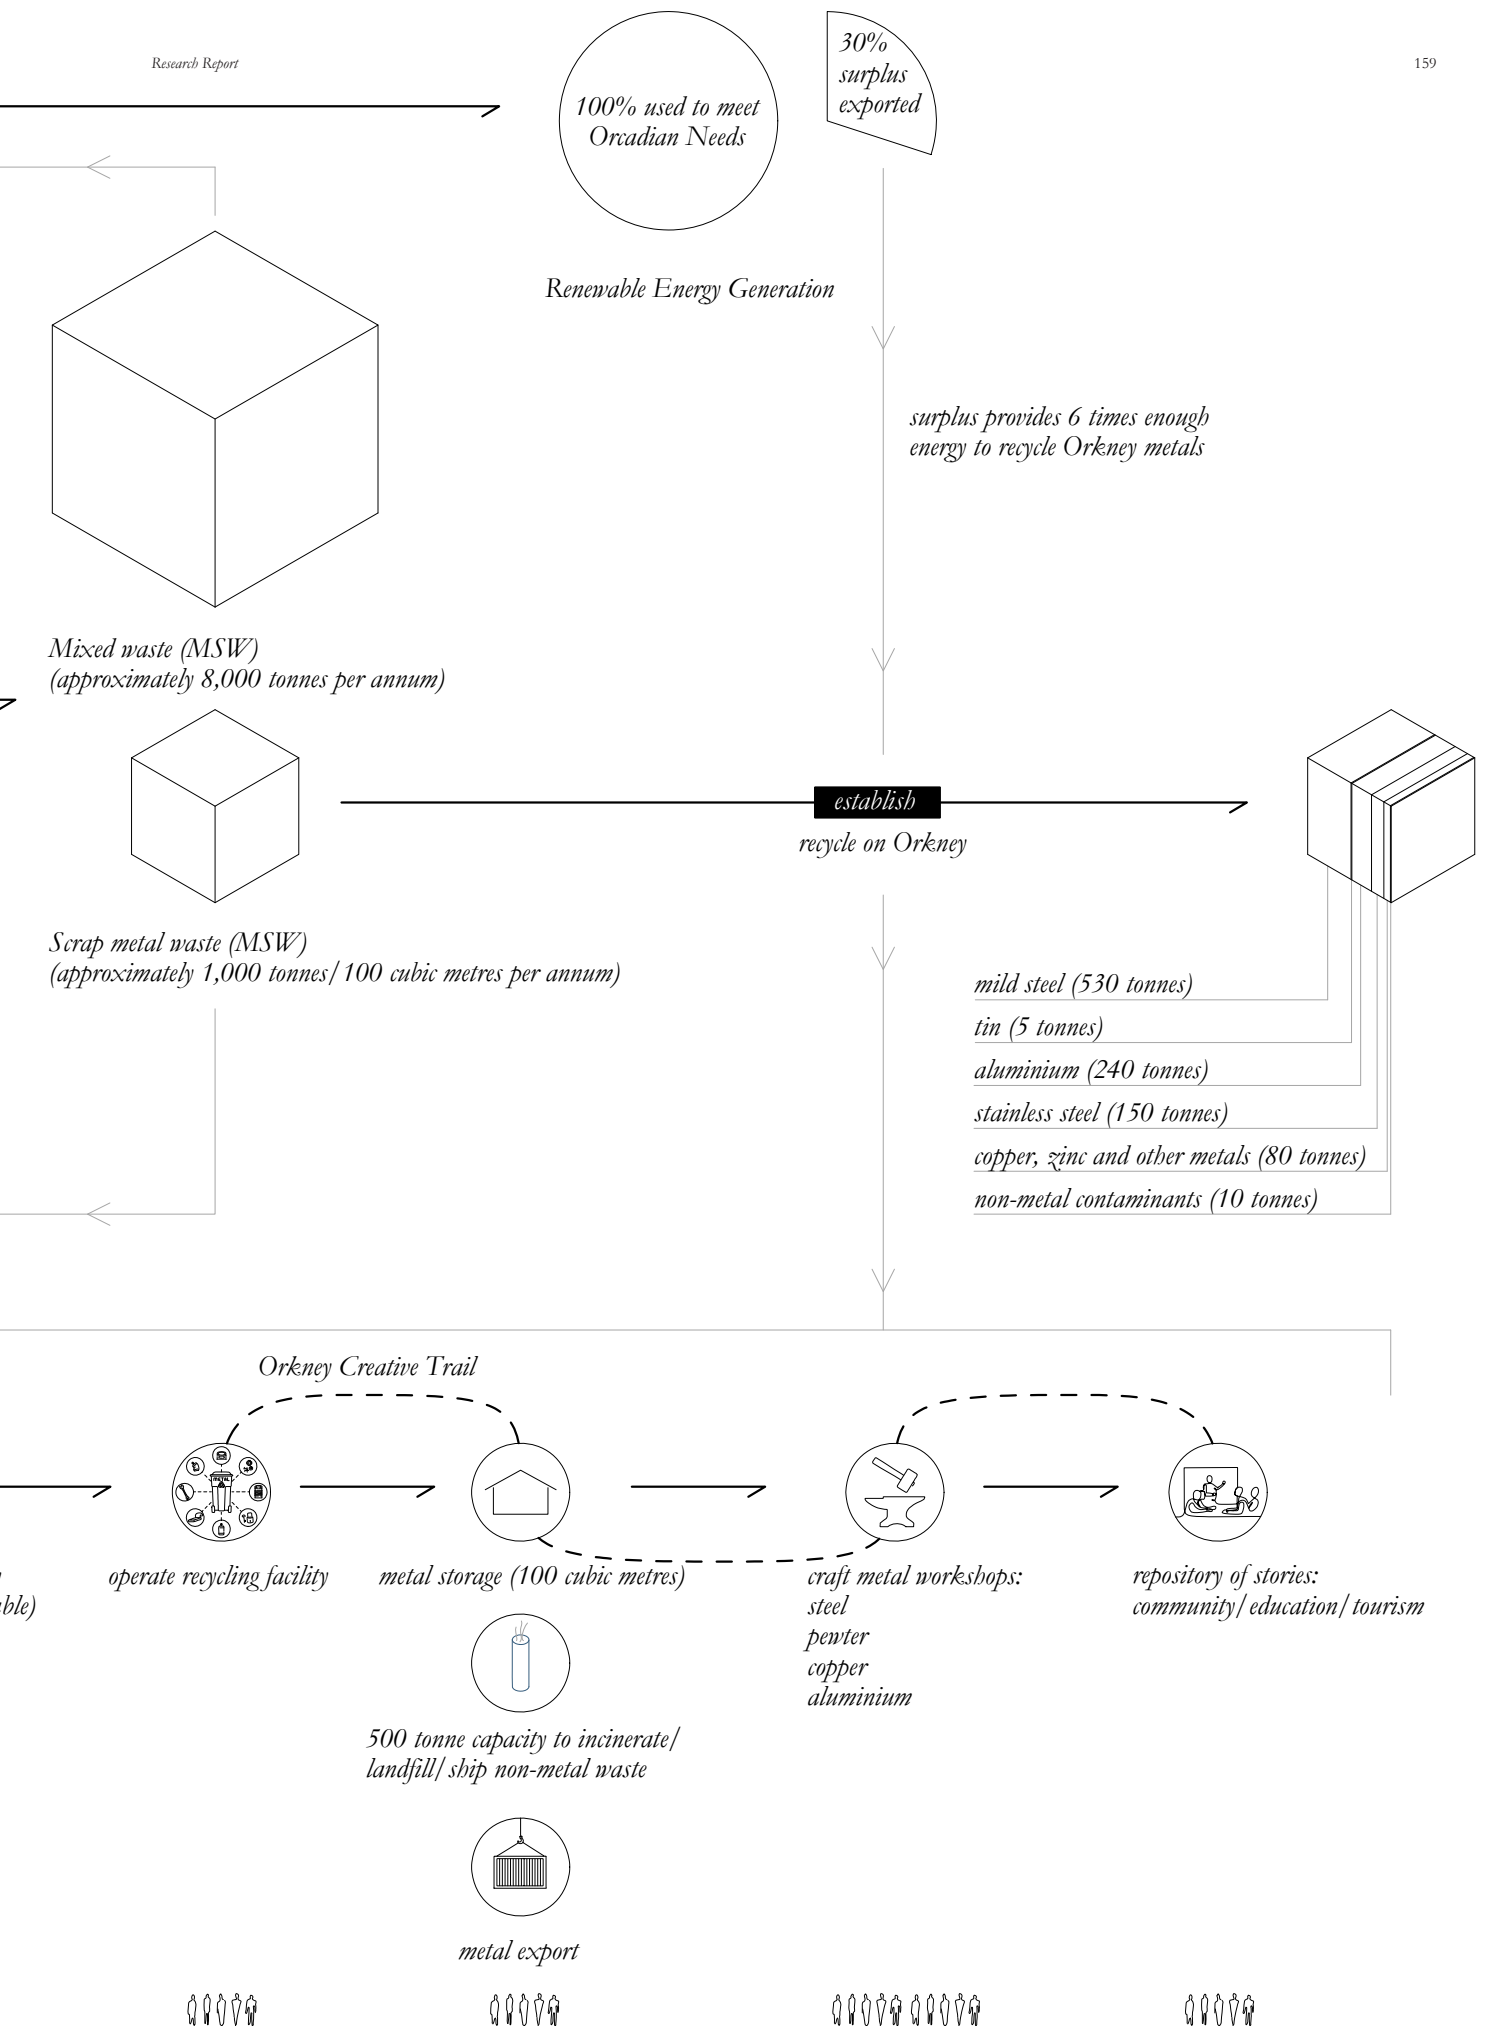 Research Report
159
100% used to meet
Orcadian Needs
30%
surplus
exported
Renewable Energy Generation
surplus provides 6 times enough
energy to recycle Orkney metals
Mixed waste (MSW)
(approximately 8,000 tonnes per annum)
establish
recycle on Orkney
Scrap metal waste (MSW)
(approximately 1,000 tonnes/100 cubic metres per annum)
mild steel (530 tonnes)
tin (5 tonnes)
aluminium (240 tonnes)
stainless steel (150 tonnes)
copper, zinc and other metals (80 tonnes)
non-metal contaminants (10 tonnes)
Orkney Creative Trail
METAL
operate recycling facility
metal storage (100 cubic metres)
craft metal workshops:
steel
pewter
copper
aluminium
repository of stories:
community/education/tourism
500 tonne capacity to incinerate/
landfill/ship non-metal waste
metal export